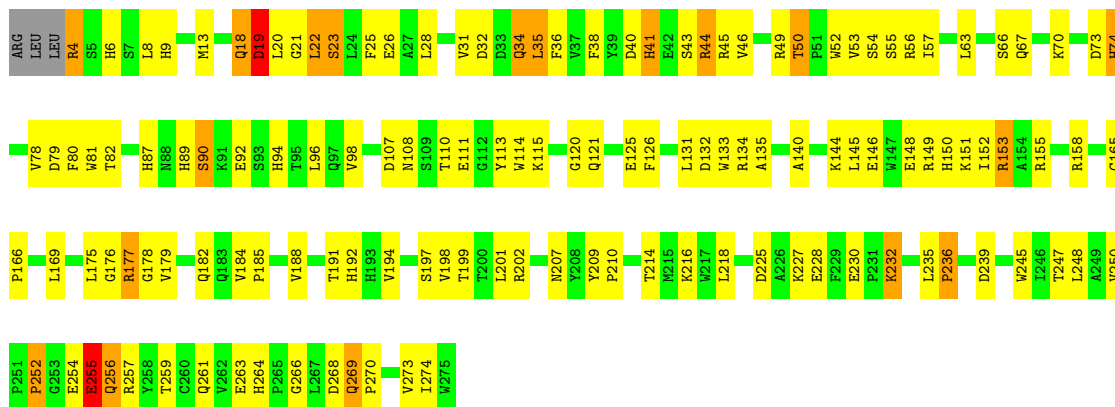 ARG LEU LEU R4 S5 H6 S7 L8 H9 M13 Q18 D19 L20 G21 L22 S23 L24 F25 E26 A27 L28 V31 D32 D33 Q34 L35 F36 V37 F38 Y39 D40 H41 E42 S43 R44 R45 V46 R49 T50 P51 W52 V53 S54 S55 R56 I57 L63 S66 Q67 K70 D73 H74
V78 D79 F80 W81 T82 H87 N88 H89 S90 K91 E92 S93 H94 T95 L96 Q97 V98 D107 N108 S109 T110 E111 G112 Y113 W114 K115 G120 Q121 E125 F126 L131 D132 W133 R134 A135 A140 K144 L145 E146 W147 E148 R149 H150 K151 I152 R153 A154 R155 R158 G165
P166 L169 L175 G176 R177 G178 V179 Q182 Q183 V184 P185 V188 T191 H192 H193 V194 S197 V198 T199 T200 L201 R202 N207 Y208 Y209 P210 T214 M215 K216 W217 L218 D225 A226 K227 E228 F229 E230 P231 K232 L235 P236 D239 W245 I246 T247 L248 A249 V250
P251 P252 G253 E254 E255 Q256 R257 Y258 T259 C260 Q261 V262 E263 H264 P265 G266 L267 D268 Q269 P270 V273 I274 W275